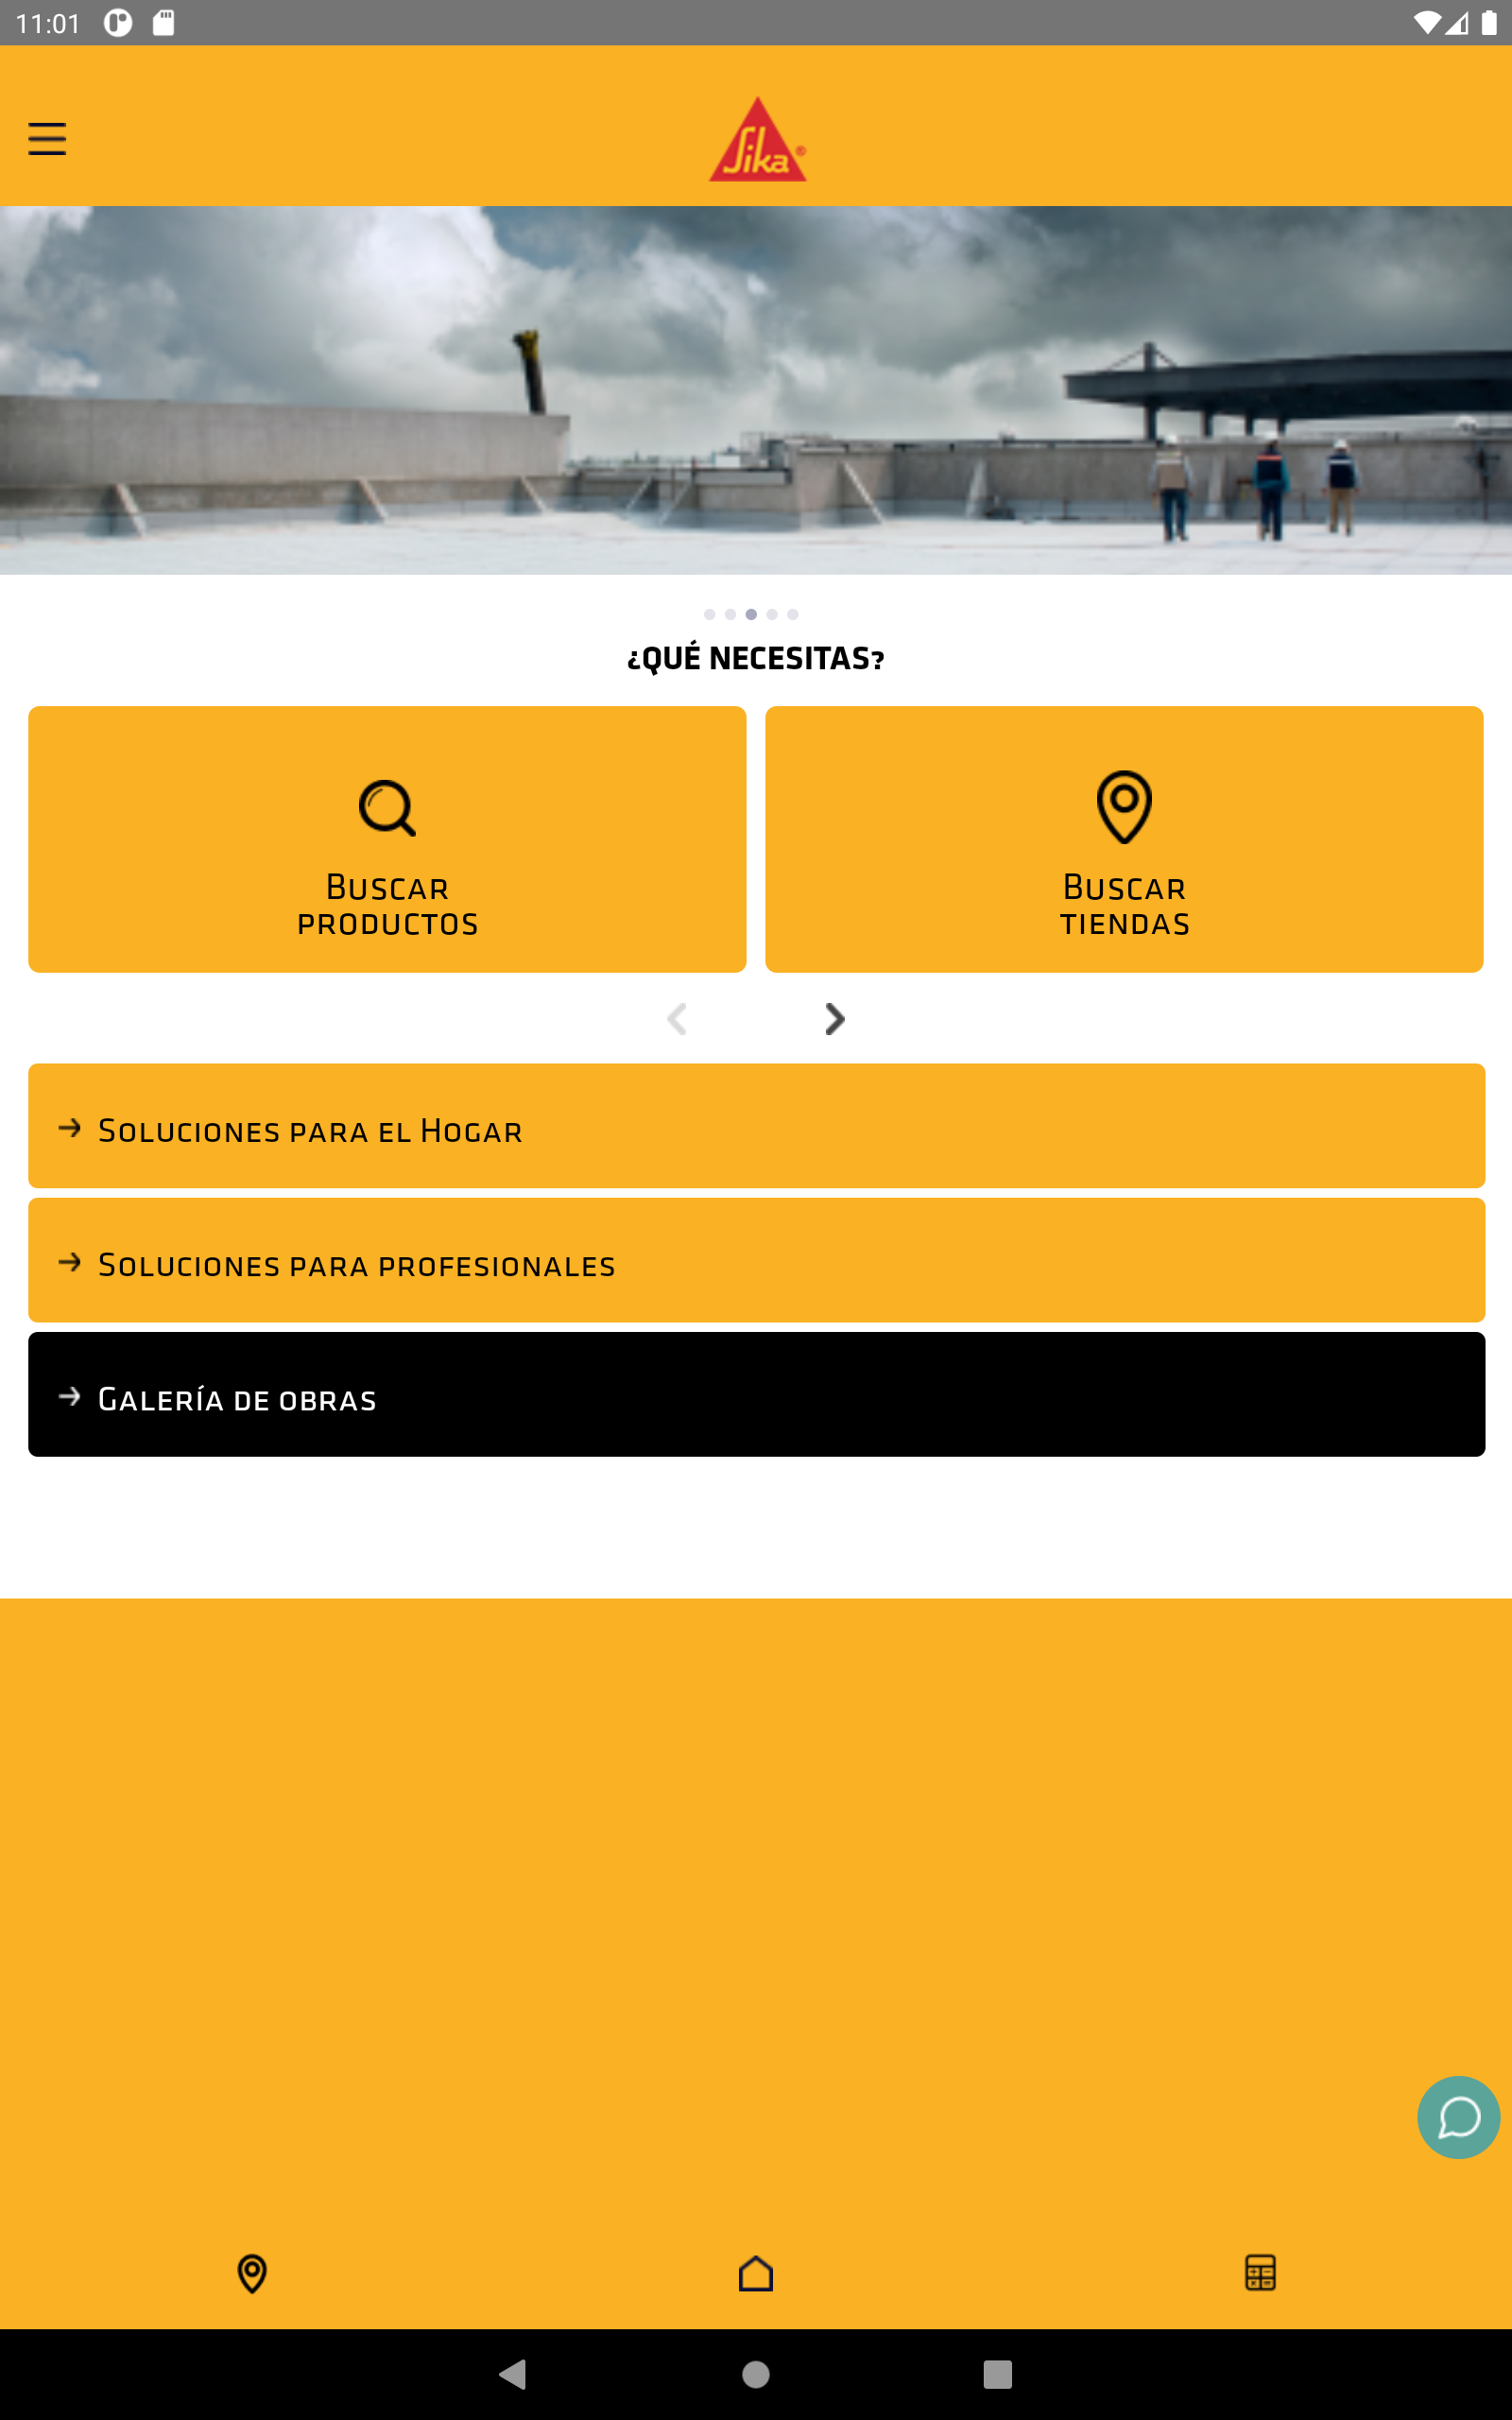 11:01
Sika®
¿QUÉ NECESITAS?
Buscar
productos
Buscar
tiendas
Soluciones para el Hogar
Soluciones para profesionales
Galería de obras